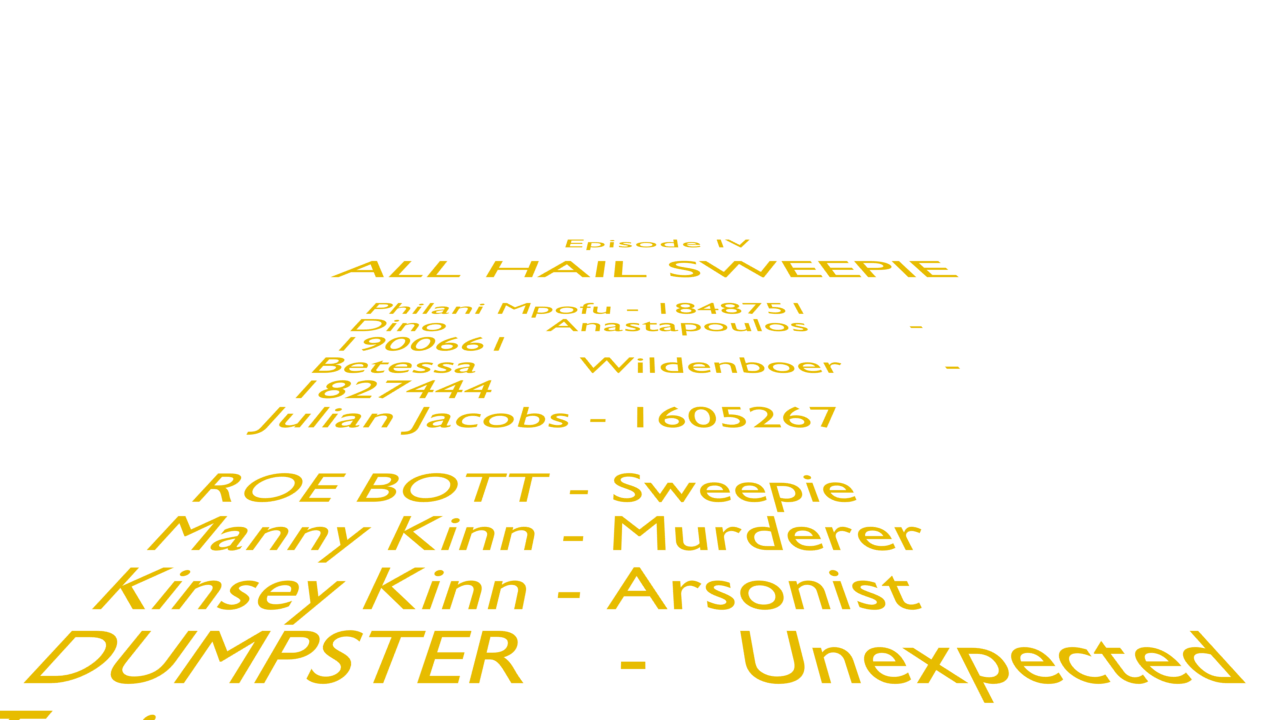 Episode IV
ALL HAIL SWEEPIE
Philani Mpofu - 1848751
Dino Anastapoulos -
1900661
Betessa Wildenboer -
1827444
Julian Jacobs - 1605267
ROE BOTT - Sweepie
Manny Kinn - Murderer
Kinsey Kinn - Arsonist
DUMPSTER - Unexpected